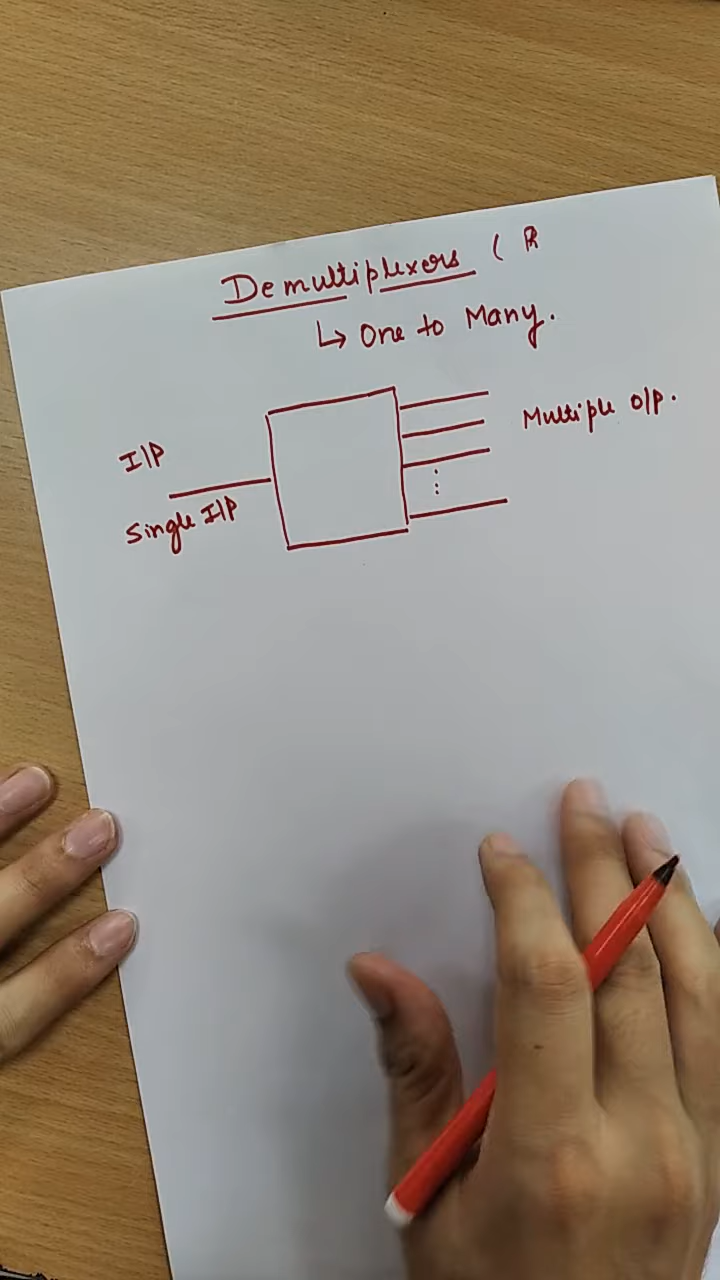 Demultiplexers ( R
↳ One to Many.
Multiple O/P.
I/P
Single I/P